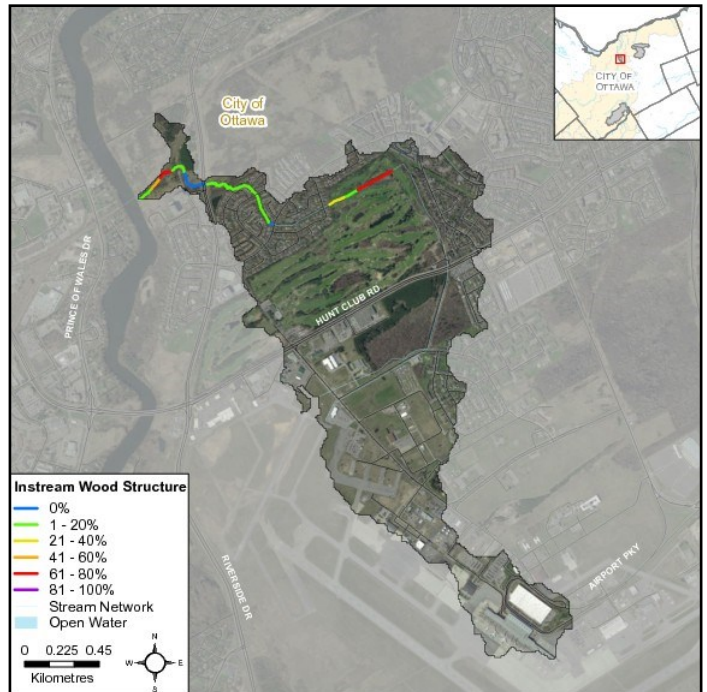 CITY OF
OTTAWA
City of
Ottawa
PRINCE OF WALES DR
HUNT CLUB RD
RIVERSIDE DR
AIRPORT PKY
Instream Wood Structure
0%
1 - 20%
21 - 40%
41 - 60%
61 - 80%
81 - 100%
Stream Network
Open Water
0 0.225 0.45
Kilometres
N
W E
S